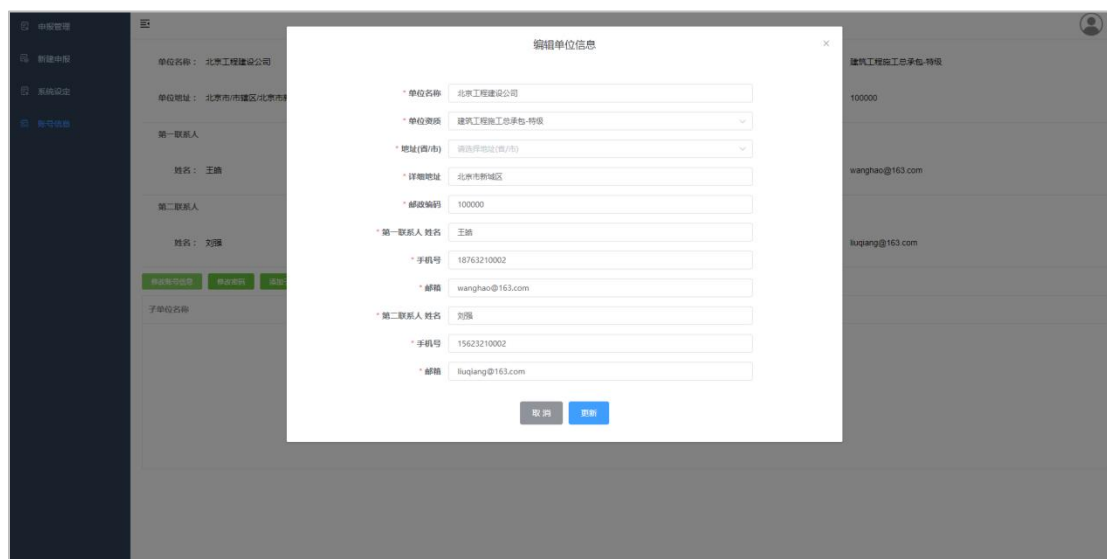 申报管理
新建申报
系统设定
账号信息
编辑单位信息
×
单位名称： 北京工程建设公司
建筑工程施工总承包-特级
单位地址： 北京市/市辖区/北京市
100000
第一联系人
姓名： 王皓
wanghao@163.com
第二联系人
姓名： 刘强
liuqiang@163.com
修改账号信息 修改密码 添加
子单位名称
* 单位名称 北京工程建设公司
* 单位资质 建筑工程施工总承包-特级
* 地址(省/市) 请选择地址(省/市)
* 详细地址 北京市新城区
* 邮政编码 100000
* 第一联系人 姓名 王皓
* 手机号 18763210002
* 邮箱 wanghao@163.com
* 第二联系人 姓名 刘强
* 手机号 15623210002
* 邮箱 liuqiang@163.com
取 消 更新